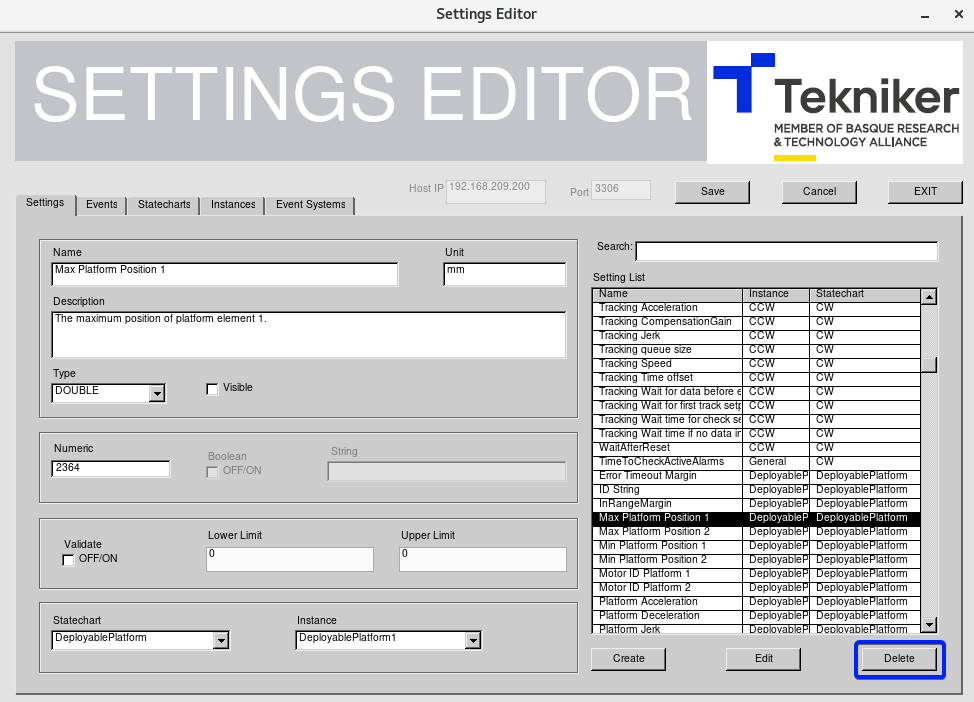 Settings Editor
SETTINGS EDITOR
Tekniker
MEMBER OF BASQUE RESEARCH
& TECHNOLOGY ALLIANCE
Host IP 192.168.209.200 Port 3306 Save Cancel EXIT
Settings Events Statecharts Instances Event Systems
Name Unit
Max Platform Position 1 mm
Description
The maximum position of platform element 1.
Type
DOUBLE Visible
Numeric Boolean String
2364 OFF/ON
Validate Lower Limit Upper Limit
OFF/ON 0 0
Statechart Instance
DeployablePlatform DeployablePlatform1
Search:
Setting List
Name Instance Statechart
Tracking Acceleration CCW CW
Tracking CompensationGain CCW CW
Tracking Jerk CCW CW
Tracking queue size CCW CW
Tracking Speed CCW CW
Tracking Time offset CCW CW
Tracking Wait for data before e CCW CW
Tracking Wait for first track setp CCW CW
Tracking Wait time for check se CCW CW
Tracking Wait time if no data in CCW CW
WaitAfterReset CCW CW
TimeToCheckActiveAlarms General CW
Error Timeout Margin DeployableP DeployablePlatform
ID String DeployableP DeployablePlatform
InRangeMargin DeployableP DeployablePlatform
Max Platform Position 1 DeployableP DeployablePlatform
Max Platform Position 2 DeployableP DeployablePlatform
Min Platform Position 1 DeployableP DeployablePlatform
Min Platform Position 2 DeployableP DeployablePlatform
Motor ID Platform 1 DeployableP DeployablePlatform
Motor ID Platform 2 DeployableP DeployablePlatform
Platform Acceleration DeployableP DeployablePlatform
Platform Deceleration DeployableP DeployablePlatform
Platform Jerk DeployableP DeployablePlatform
Create Edit Delete